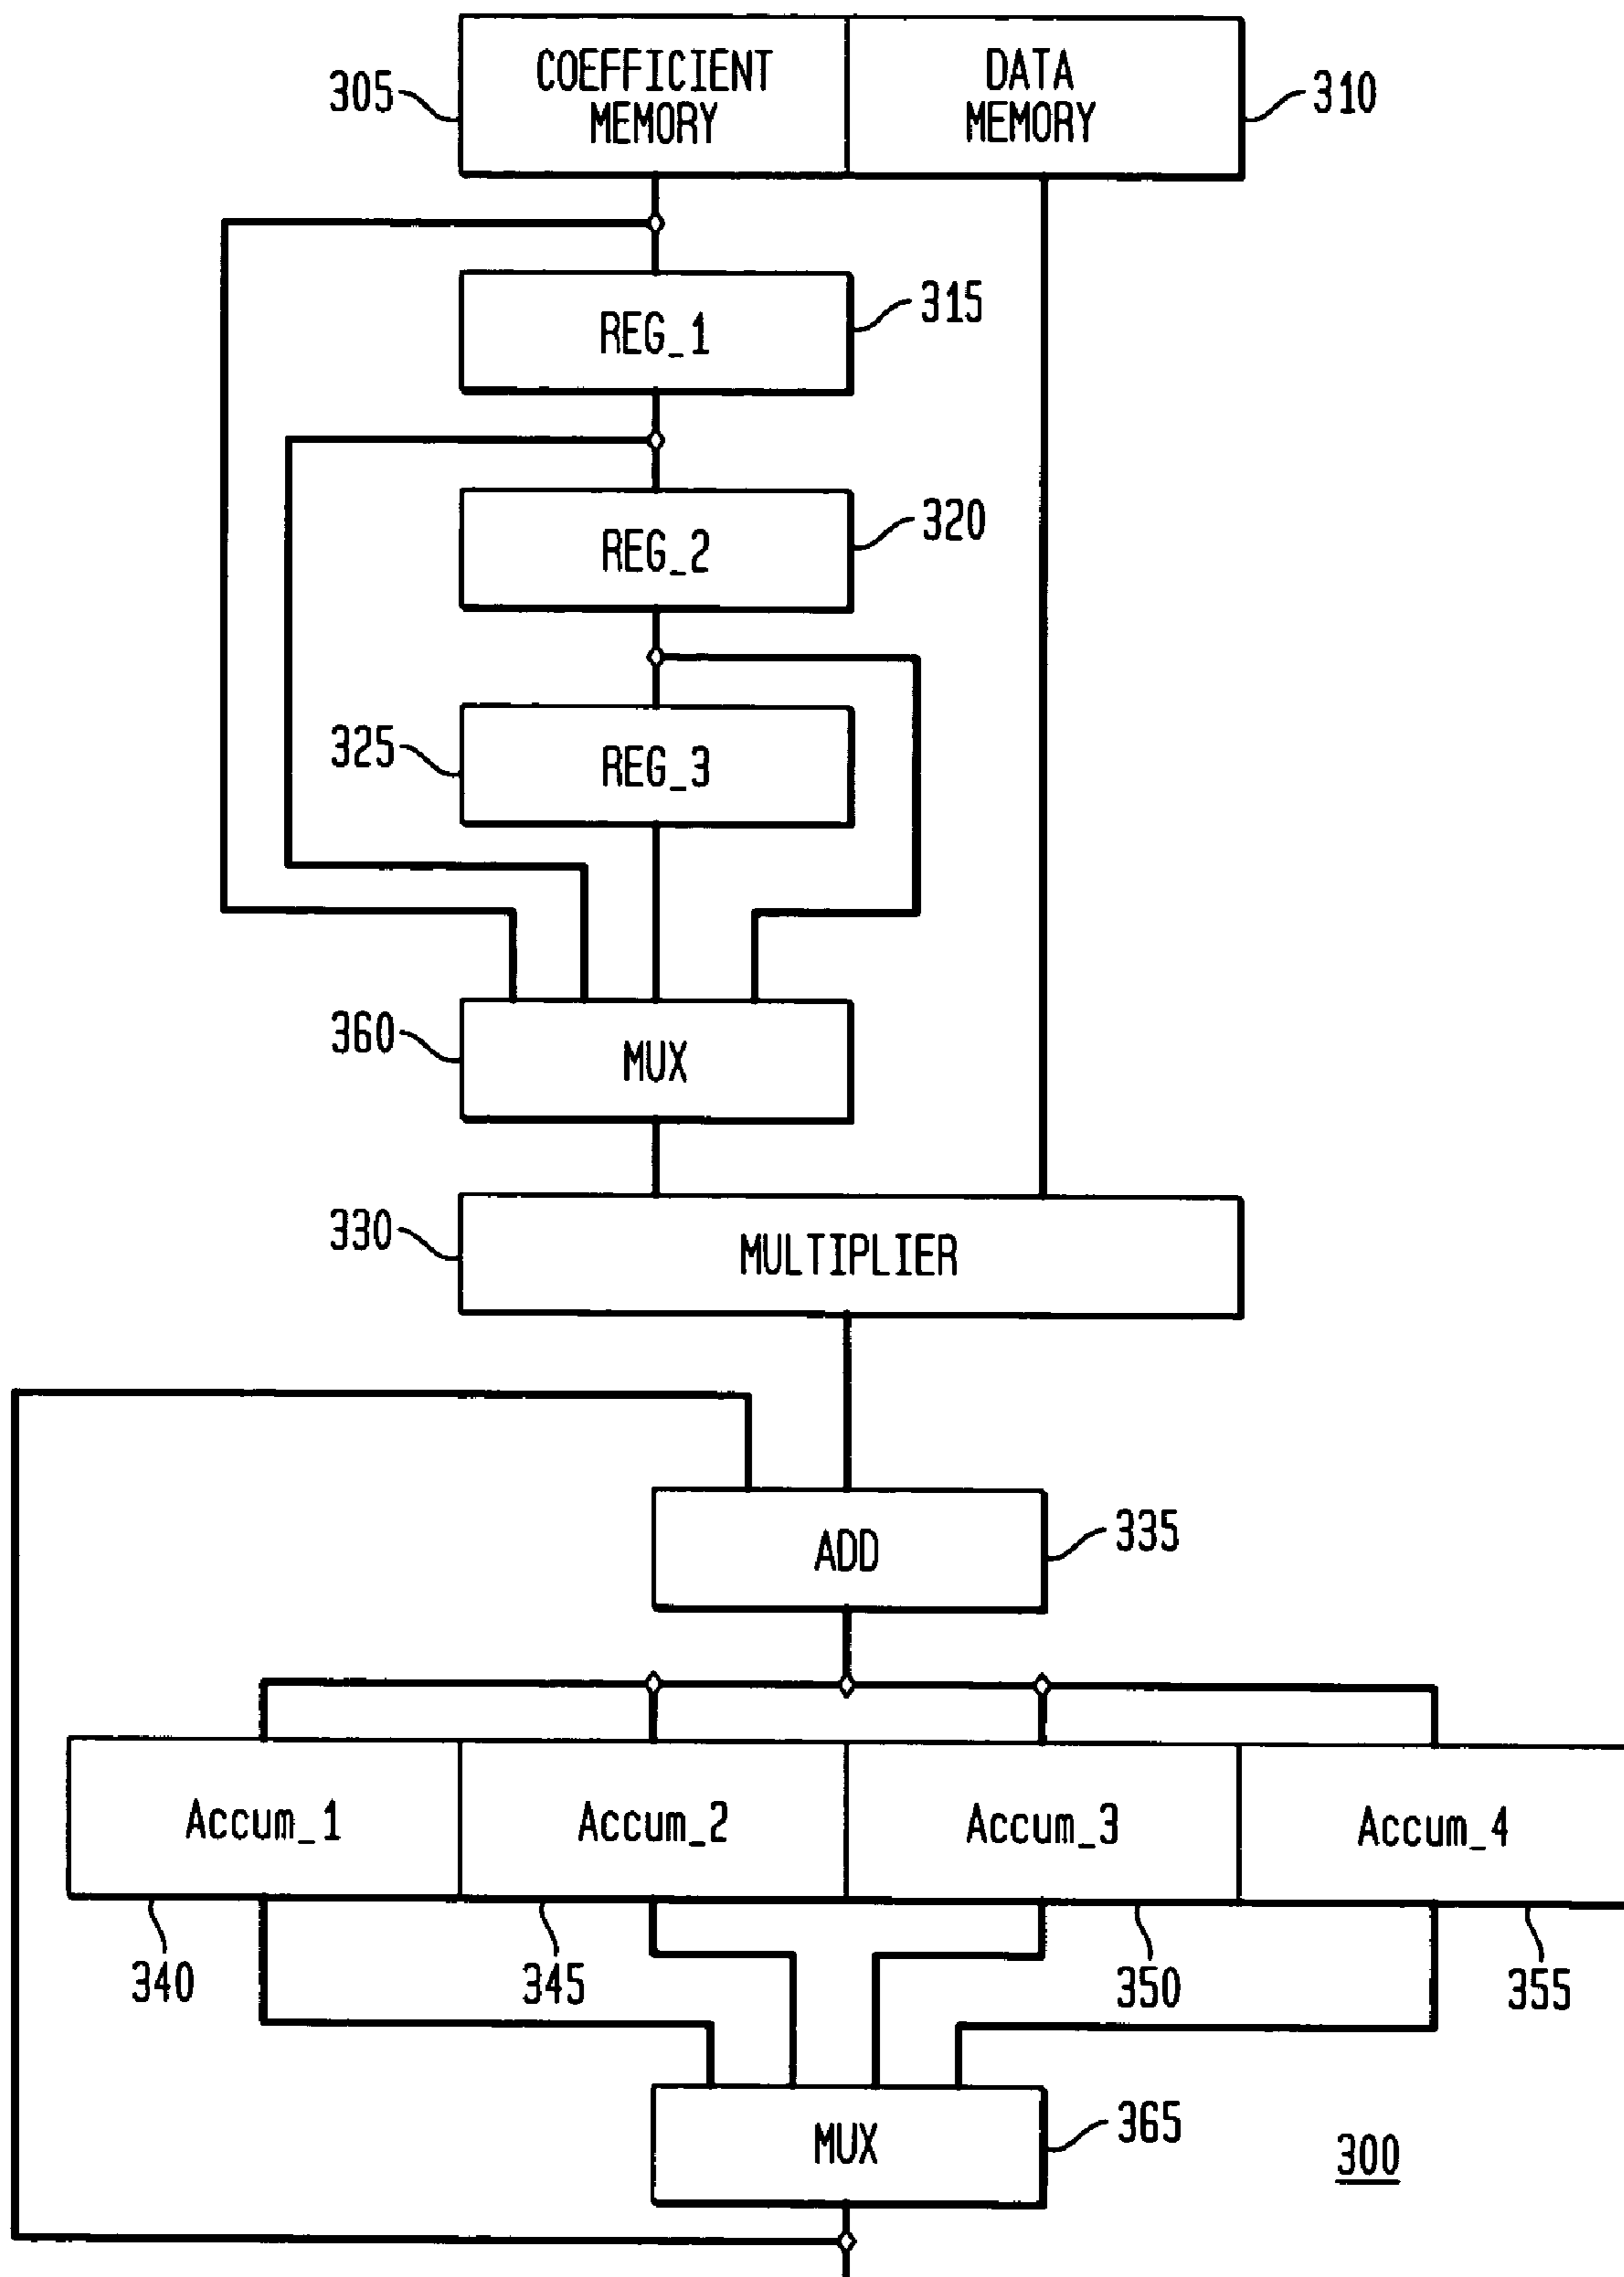 COEFFICIENT
MEMORY
DATA
MEMORY
305
310
REG_1
315
REG_2
320
REG_3
325
MUX
360
MULTIPLIER
330
ADD
335
Accum_1
Accum_2
Accum_3
Accum_4
340
345
350
355
MUX
365
300